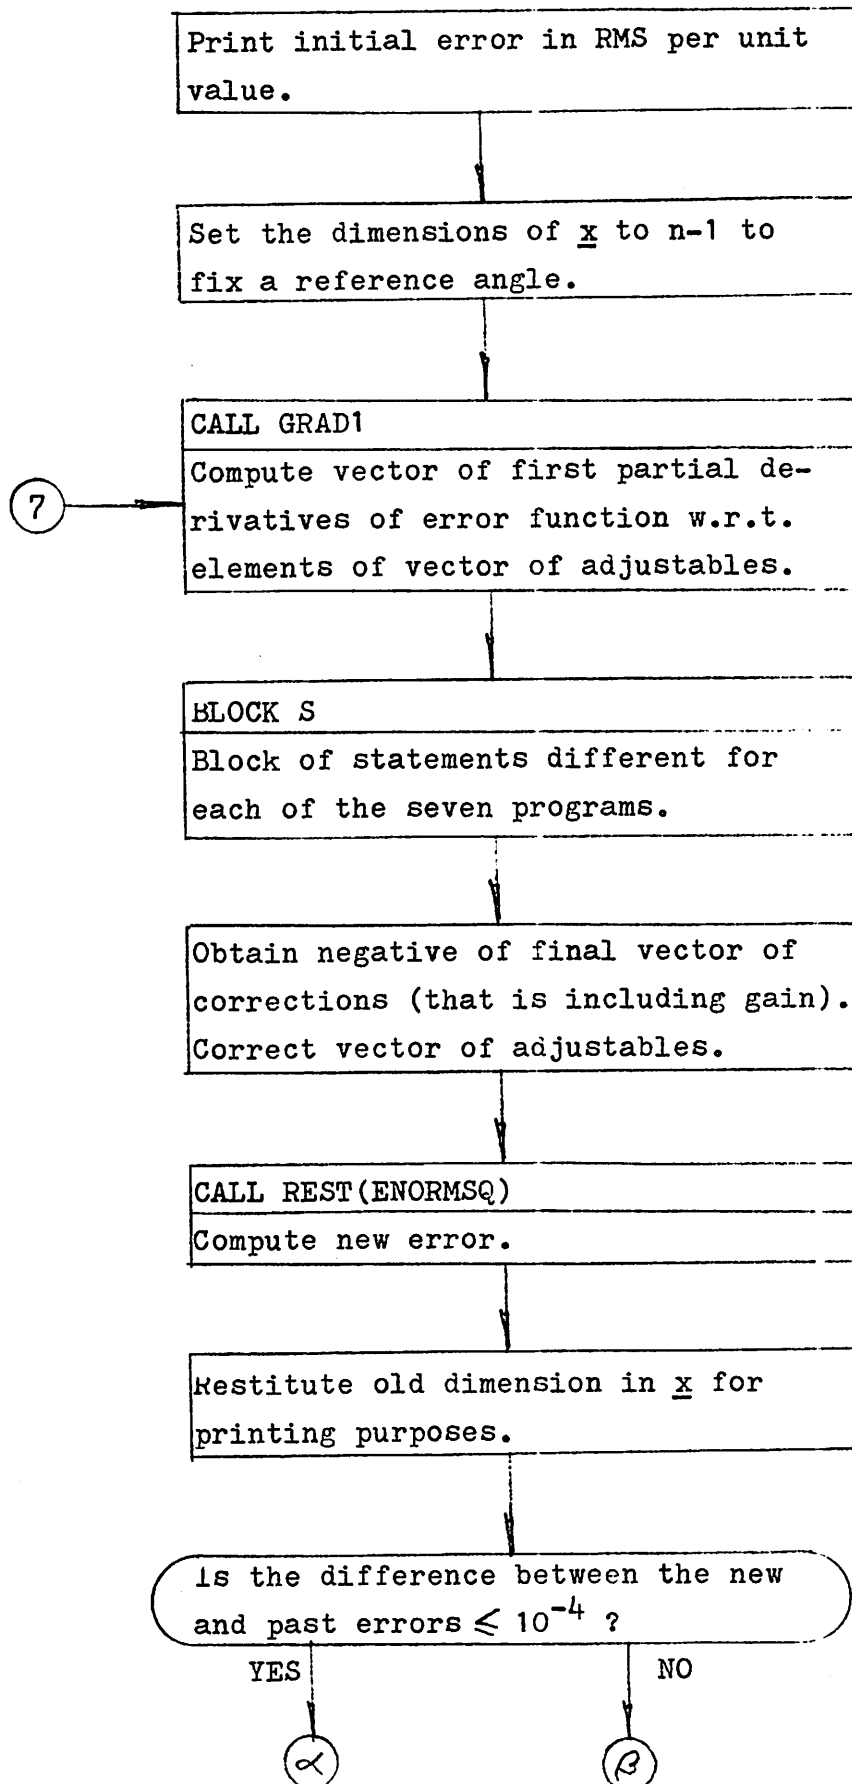 Print initial error in RMS per unit
value.
Set the dimensions of x to n-1 to
fix a reference angle.
CALL GRAD1
Compute vector of first partial de-
rivatives of error function w.r.t.
elements of vector of adjustables.
7
BLOCK S
Block of statements different for
each of the seven programs.
Obtain negative of final vector of
corrections (that is including gain).
Correct vector of adjustables.
CALL REST(ENORMSQ)
Compute new error.
Restitute old dimension in x for
printing purposes.
Is the difference between the new
and past errors ⩽ 10⁻⁴ ?
YES
NO
α
β